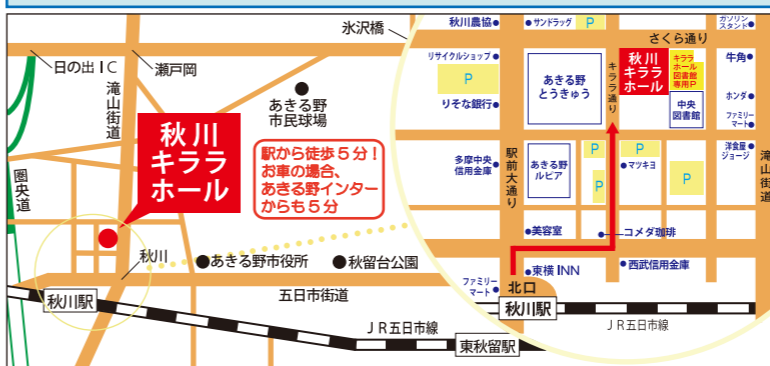 氷沢橋
日の出IC
瀬戸岡
滝山街道
圏央道
あきる野
市民球場
秋川
キララ
ホール
駅から徒歩5分！
お車の場合、
あきる野インター
からも5分
秋川
あきる野市役所
秋留台公園
五日市街道
秋川駅
JR五日市線
東秋留駅
秋川農協
サンドラッグ
P
さくら通り
ガソリン
スタンド
リサイクルショップ
P
りそな銀行
あきる野
とうきゅう
キララ通り
秋川
キララ
ホール
キララ
ホール
図書館
専用P
中央
図書館
牛角
ホンダ
ファミリー
マート
多摩中央
信用金庫
駅前大通り
あきる野
ルピア
P
P
P
マツキヨ
P
洋食屋
ジョージ
滝山街道
美容室
コメダ珈琲
東横INN
西武信用金庫
ファミリー
マート
北口
秋川駅
JR五日市線